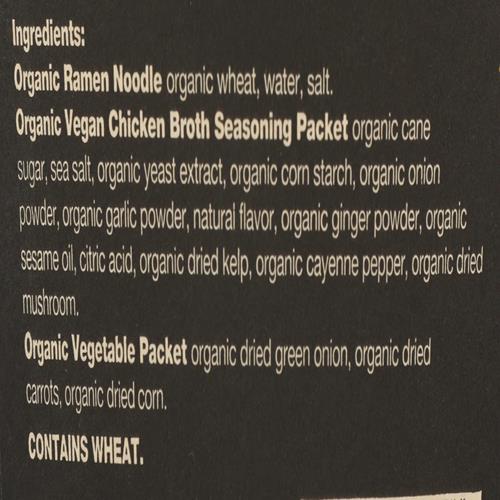 Ingredients:
Organic Ramen Noodle organic wheat, water, salt.
Organic Vegan Chicken Broth Seasoning Packet organic cane
sugar, sea salt, organic yeast extract, organic corn starch, organic onion
powder, organic garlic powder, natural flavor, organic ginger powder, organic
sesame oil, citric acid, organic dried kelp, organic cayenne pepper, organic dried
mushroom.
Organic Vegetable Packet organic dried green onion, organic dried
carrots, organic dried corn.
CONTAINS WHEAT.